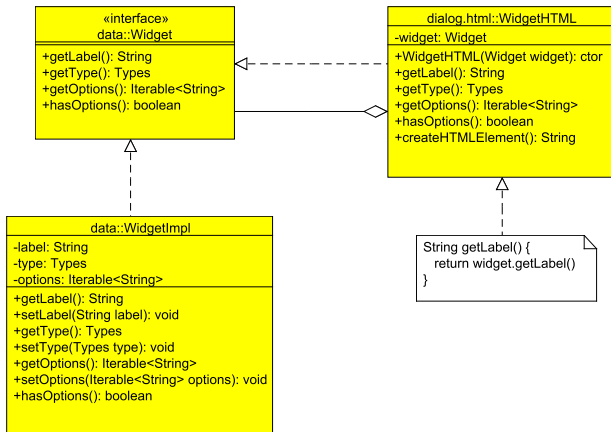 «interface»
data::Widget
+getLabel(): String
+getType(): Types
+getOptions(): Iterable<String>
+hasOptions(): boolean
dialog.html::WidgetHTML
-widget: Widget
+WidgetHTML(Widget widget): ctor
+getLabel(): String
+getType(): Types
+getOptions(): Iterable<String>
+hasOptions(): boolean
+createHTMLElement(): String
data::WidgetImpl
-label: String
-type: Types
-options: Iterable<String>
+getLabel(): String
+setLabel(String label): void
+getType(): Types
+setType(Types type): void
+getOptions(): Iterable<String>
+setOptions(Iterable<String> options): void
+hasOptions(): boolean
String getLabel() {
return widget.getLabel()
}